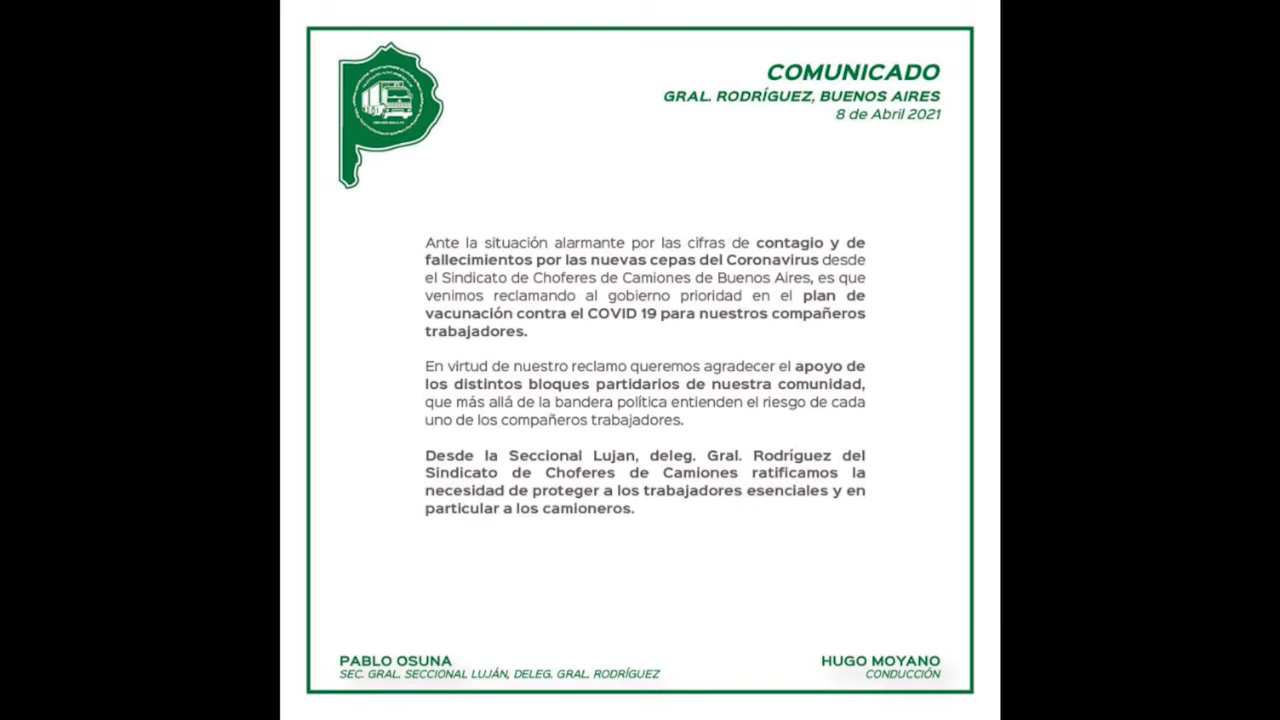 COMUNICADO
GRAL. RODRÍGUEZ, BUENOS AIRES
8 de Abril 2021
Ante la situación alarmante por las cifras de contagio y de
fallecimientos por las nuevas cepas del Coronavirus desde
el Sindicato de Choferes de Camiones de Buenos Aires, es que
venimos reclamando al gobierno prioridad en el plan de
vacunación contra el COVID 19 para nuestros compañeros
trabajadores.
En virtud de nuestro reclamo queremos agradecer el apoyo de
los distintos bloques partidarios de nuestra comunidad,
que más allá de la bandera política entienden el riesgo de cada
uno de los compañeros trabajadores.
Desde la Seccional Lujan, deleg. Gral. Rodríguez del
Sindicato de Choferes de Camiones ratificamos la
necesidad de proteger a los trabajadores esenciales y en
particular a los camioneros.
PABLO OSUNA
SEC. GRAL. SECCIONAL LUJÁN, DELEG. GRAL. RODRÍGUEZ
HUGO MOYANO
CONDUCCIÓN